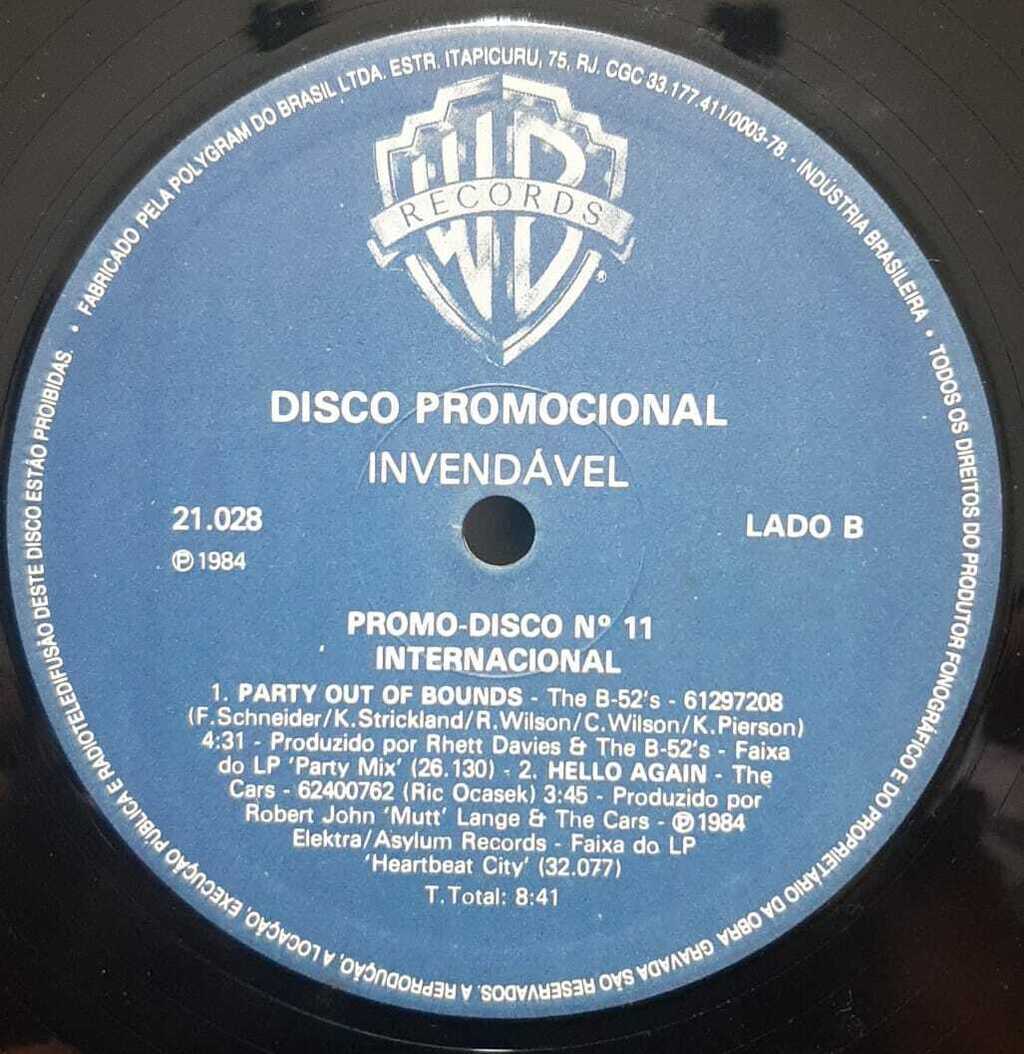 FABRICADO PELA POLYGRAM DO BRASIL LTDA. ESTR. ITAPICURU, 75, RJ. CGC 33.177.411/0003-78. - INDÚSTRIA BRASILEIRA • TODOS OS DIREITOS DO PRODUTOR FONOGRÁFICO E DO PROPRIETÁRIO DA OBRA GRAVADA SÃO RESERVADOS. A REPRODUÇÃO, A LOCAÇÃO, EXECUÇÃO PÚBLICA E RADIOTELEDIFUSÃO DESTE DISCO ESTÃO PROIBIDAS. •
WB
RECORDS
®
DISCO PROMOCIONAL
INVENDÁVEL
21.028
LADO B
℗ 1984
PROMO-DISCO Nº 11
INTERNACIONAL
1. PARTY OUT OF BOUNDS - The B-52's - 61297208
(F.Schneider/K.Strickland/R.Wilson/C.Wilson/K.Pierson)
4:31 - Produzido por Rhett Davies & The B-52's - Faixa
do LP 'Party Mix' (26.130) - 2. HELLO AGAIN - The
Cars - 62400762 (Ric Ocasek) 3:45 - Produzido por
Robert John 'Mutt' Lange & The Cars - ℗1984
Elektra/Asylum Records - Faixa do LP
'Heartbeat City' (32.077)
T.Total: 8:41